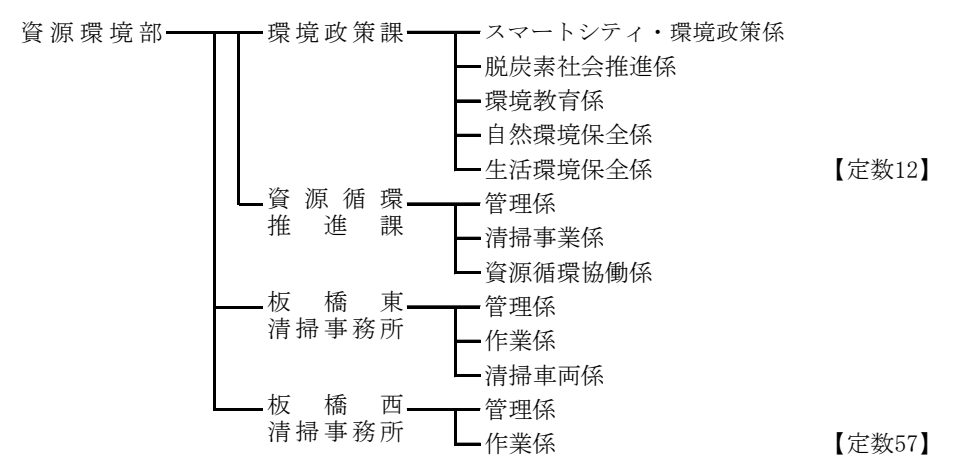 資源環境部 環境政策課 スマートシティ・環境政策係
脱炭素社会推進係
環境教育係
自然環境保全係
生活環境保全係 【定数12】
資源循環 管理係
推進課
清掃事業係
資源循環協働係
板橋東 管理係
清掃事務所
作業係
清掃車両係
板橋西 管理係
清掃事務所
作業係 【定数57】